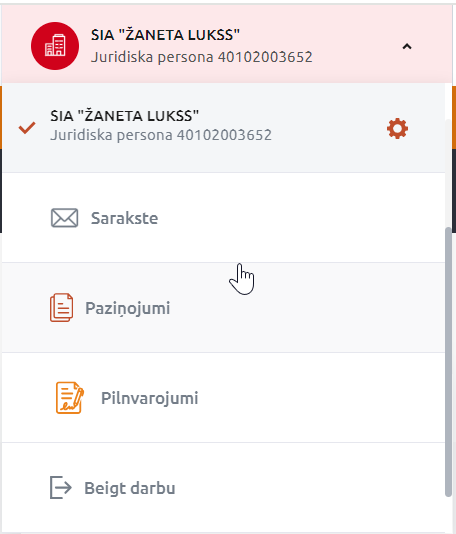 SIA "ŽANETA LUKSS"
Juridiska persona 40102003652
SIA "ŽANETA LUKSS"
Juridiska persona 40102003652
Sarakste
Paziņojumi
Pilnvarojumi
Beigt darbu